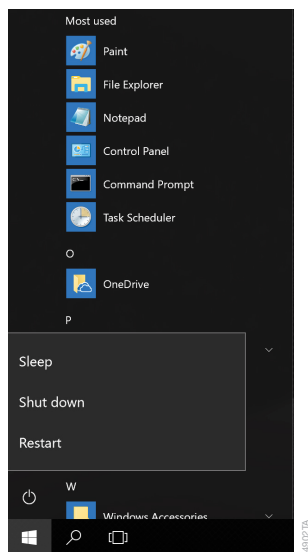 Most used
Paint
File Explorer
Notepad
Control Panel
Command Prompt
Task Scheduler
O
OneDrive
P
Sleep
Shut down
Restart
W
Windows Accessories